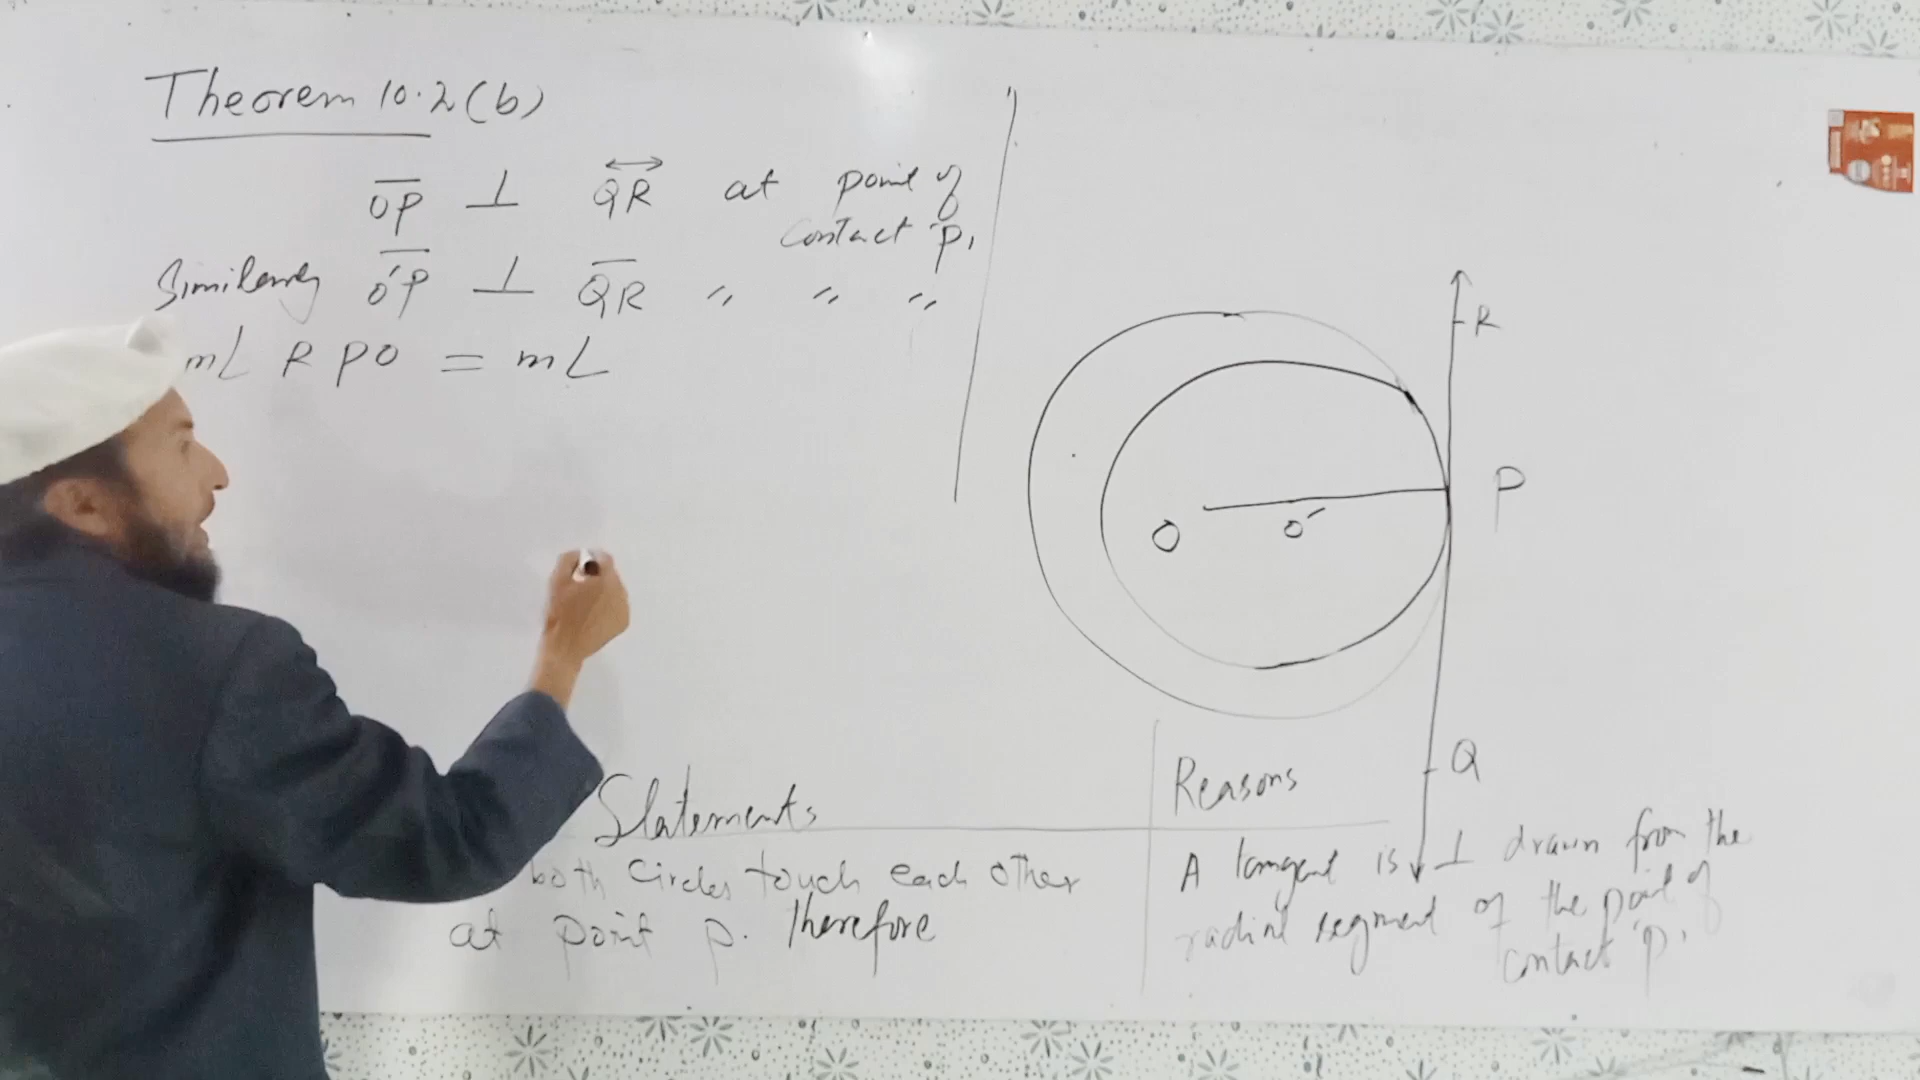 Theorem 10.2(b)
OP ⊥ QR at point of
contact 'P'
Similarly O'P ⊥ QR " " "
m∠ RPO = m∠
R
P
O O'
Q
Statements
Reasons
both circles touch each other
at point P. therefore
A tangent is ⊥ drawn from the
radial segment of the point of
contact 'P'